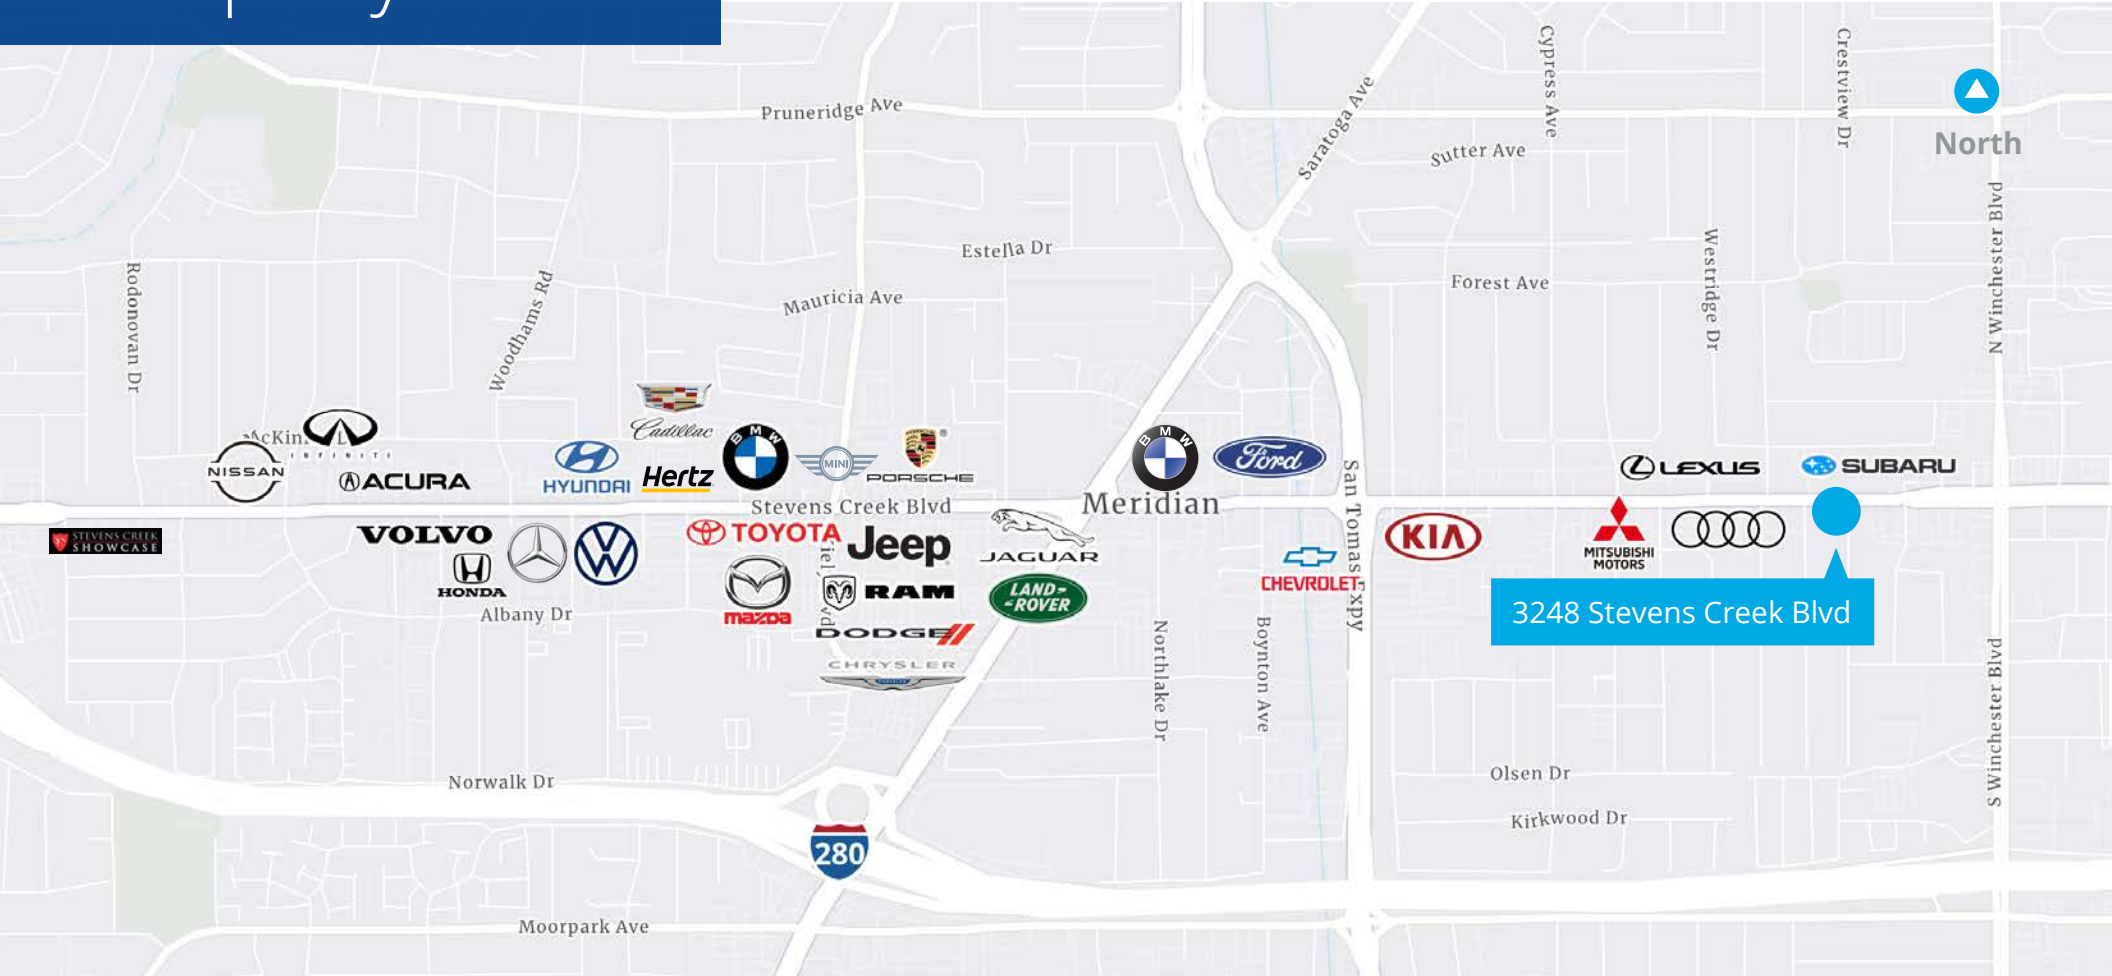 Pruneridge Ave
Saratoga Ave
Cypress Ave
Crestview Dr
North
Sutter Ave
N Winchester Blvd
Estella Dr
Mauricia Ave
Forest Ave
Westridge Dr
Rodonovan Dr
Woodhams Rd
INFINITI
NISSAN
ACURA
HYUNDAI
Cadillac
Hertz
BMW
MINI
PORSCHE
BMW
Ford
LEXUS
SUBARU
Stevens Creek Blvd
Meridian
San Tomas Expy
STEVENS CREEK
SHOWCASE
VOLVO
HONDA
TOYOTA
mazda
Jeep
RAM
DODGE
CHRYSLER
JAGUAR
LAND-
-ROVER
CHEVROLET
KIA
MITSUBISHI
MOTORS
3248 Stevens Creek Blvd
Albany Dr
Northlake Dr
Boynton Ave
S Winchester Blvd
Norwalk Dr
Olsen Dr
Kirkwood Dr
280
Moorpark Ave